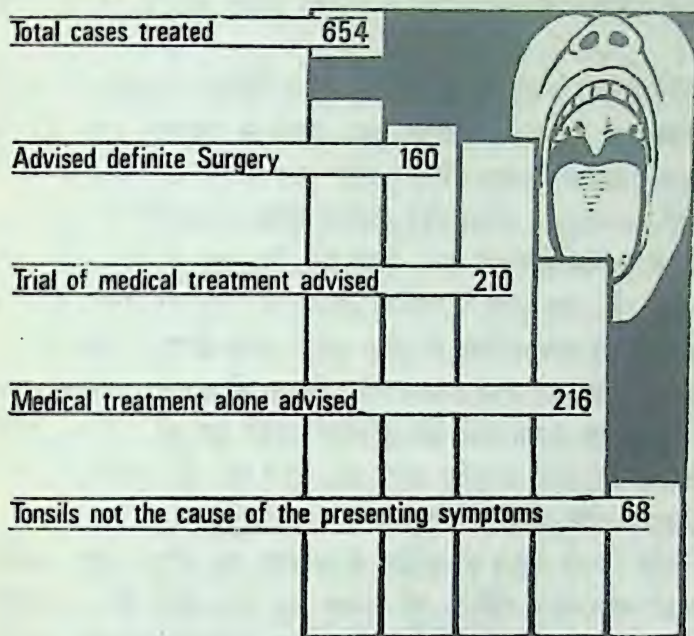 Total cases treated 654
Advised definite Surgery 160
Trial of medical treatment advised 210
Medical treatment alone advised 216
Tonsils not the cause of the presenting symptoms 68